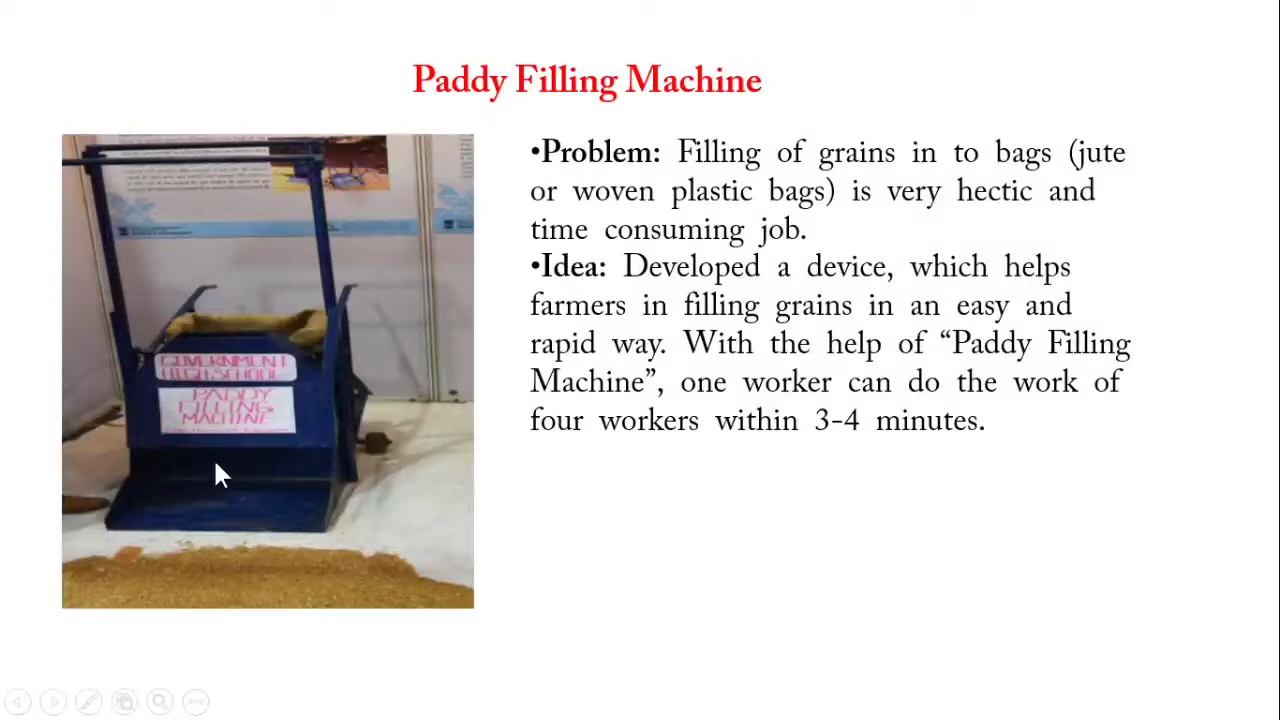 Paddy Filling Machine
•Problem: Filling of grains in to bags (jute
or woven plastic bags) is very hectic and
time consuming job.
•Idea: Developed a device, which helps
farmers in filling grains in an easy and
rapid way. With the help of “Paddy Filling
Machine”, one worker can do the work of
four workers within 3-4 minutes.
GOVERNMENT
HIGH SCHOOL
PADDY
FILLING
MACHINE